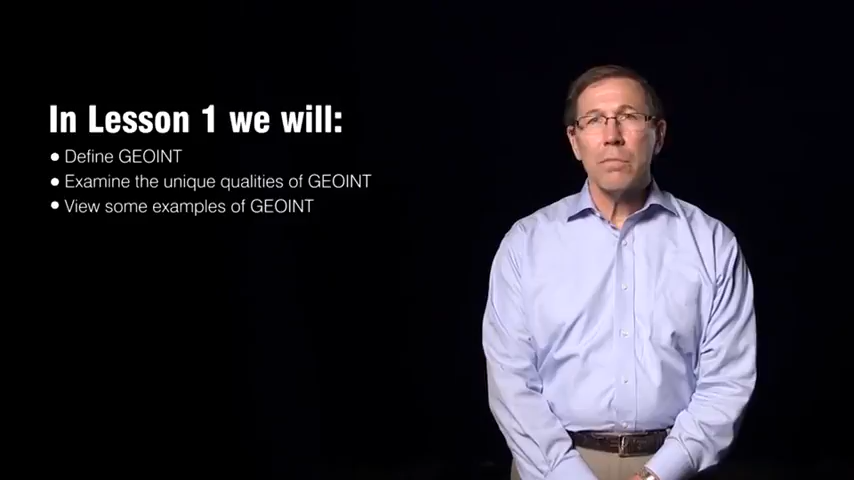 In Lesson 1 we will:
● Define GEOINT
● Examine the unique qualities of GEOINT
● View some examples of GEOINT